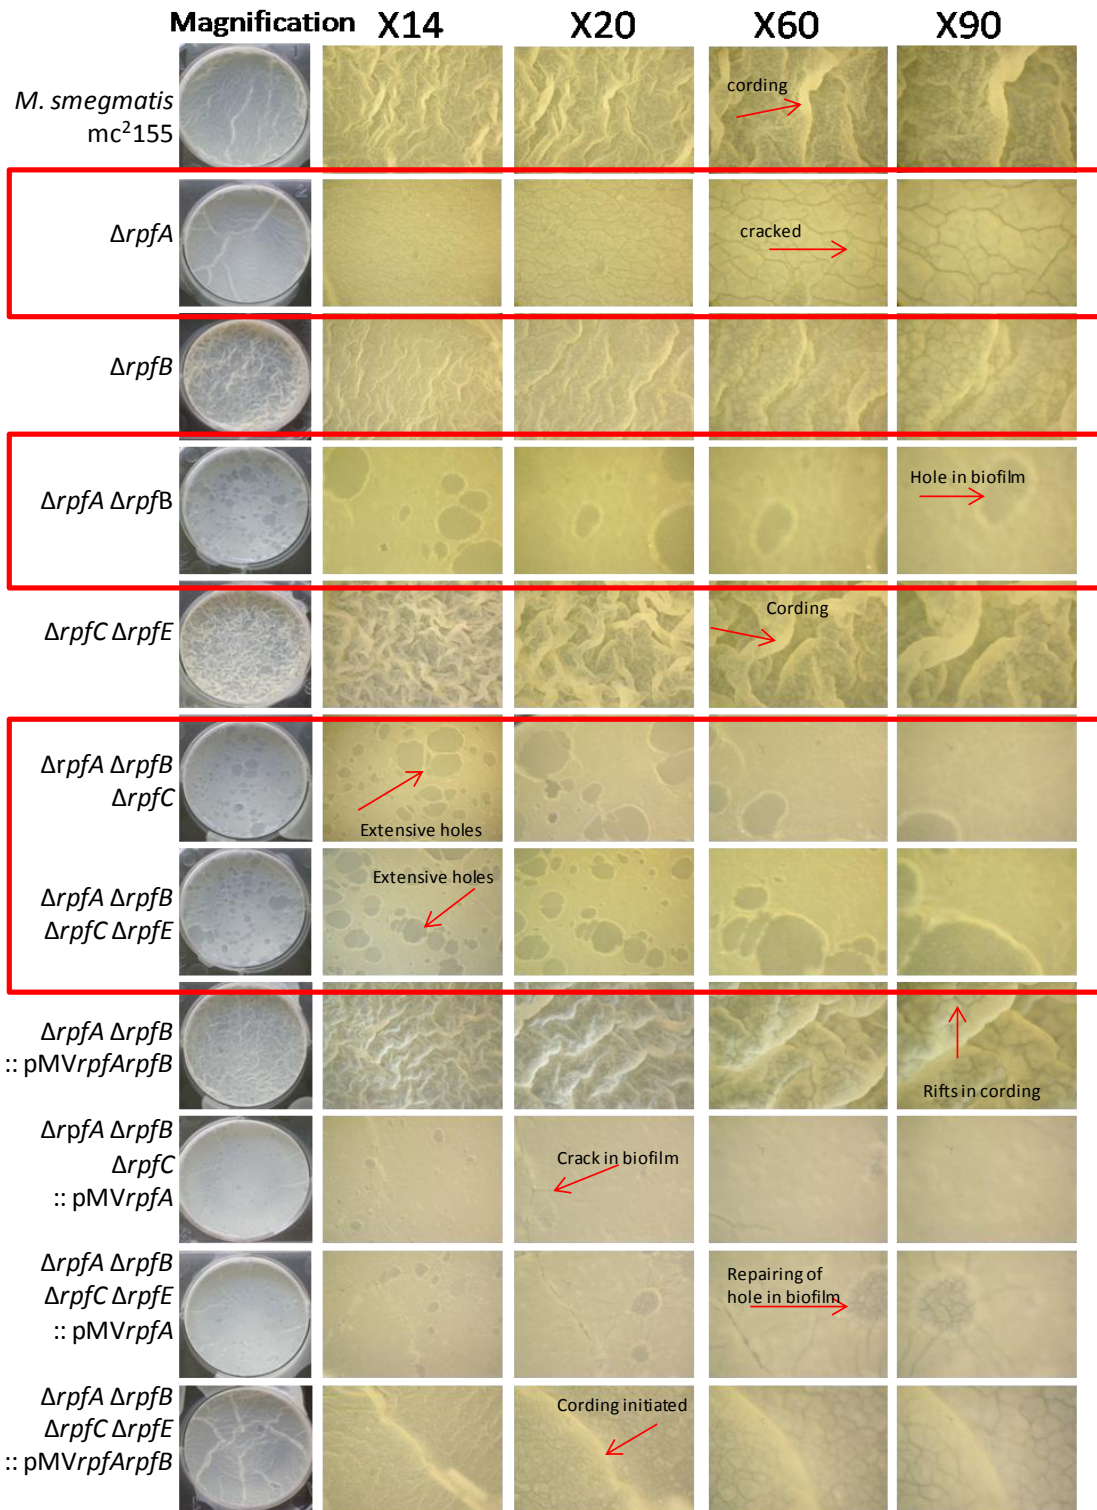 Magnification X14 X20 X60 X90
M. smegmatis
mc²155
cording
ΔrpfA
cracked
ΔrpfB
ΔrpfA ΔrpfB
Hole in biofilm
ΔrpfC ΔrpfE
Cording
ΔrpfA ΔrpfB
ΔrpfC
Extensive holes
ΔrpfA ΔrpfB
ΔrpfC ΔrpfE
Extensive holes
ΔrpfA ΔrpfB
:: pMVrpfArpfB
Rifts in cording
ΔrpfA ΔrpfB
ΔrpfC
:: pMVrpfA
Crack in biofilm
ΔrpfA ΔrpfB
ΔrpfC ΔrpfE
:: pMVrpfA
Repairing of
hole in biofilm
ΔrpfA ΔrpfB
ΔrpfC ΔrpfE
:: pMVrpfArpfB
Cording initiated